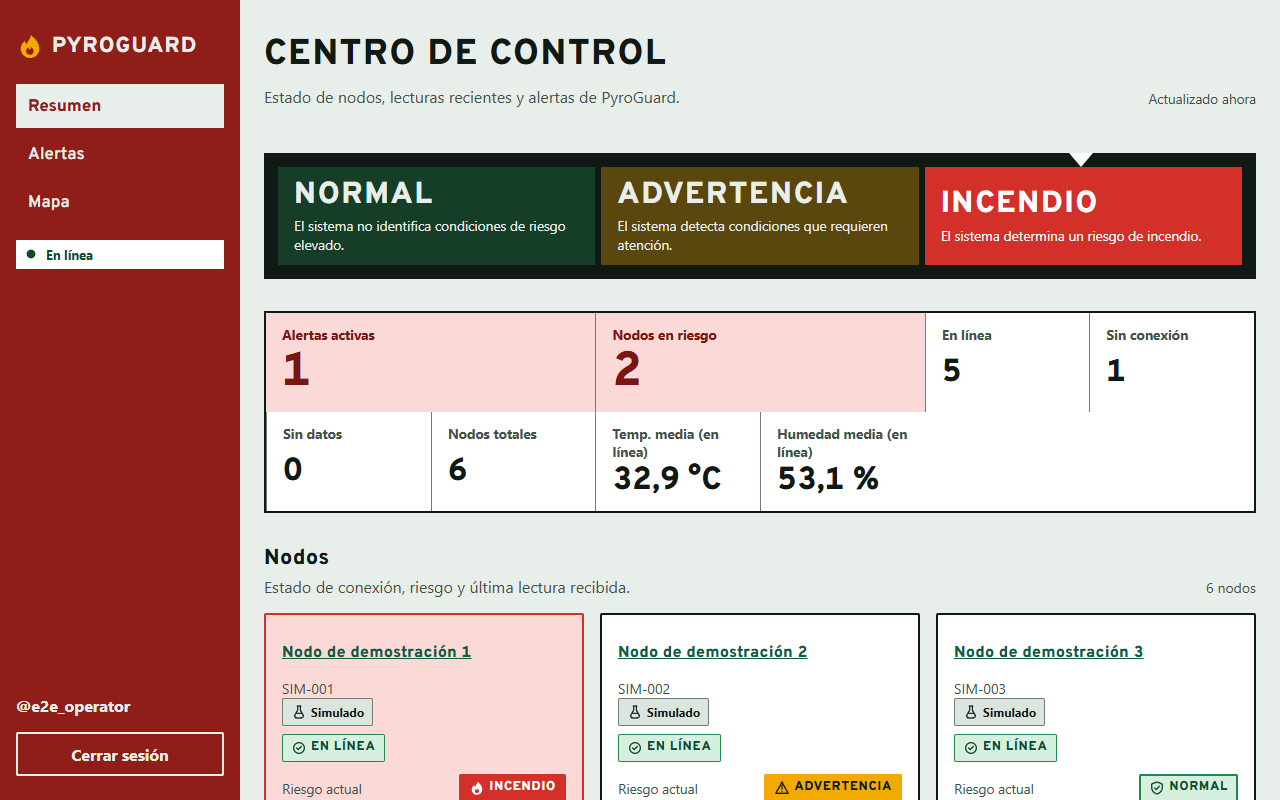 PYROGUARD
Resumen
Alertas
Mapa
En línea
@e2e_operator
Cerrar sesión
CENTRO DE CONTROL
Estado de nodos, lecturas recientes y alertas de PyroGuard.
Actualizado ahora
NORMAL
El sistema no identifica condiciones de riesgo
elevado.
ADVERTENCIA
El sistema detecta condiciones que requieren
atención.
INCENDIO
El sistema determina un riesgo de incendio.
Alertas activas
1
Nodos en riesgo
2
En línea
5
Sin conexión
1
Sin datos
0
Nodos totales
6
Temp. media (en
línea)
32,9 °C
Humedad media (en
línea)
53,1 %
Nodos
Estado de conexión, riesgo y última lectura recibida.
6 nodos
Nodo de demostración 1
SIM-001
Simulado
EN LÍNEA
Riesgo actual
INCENDIO
Nodo de demostración 2
SIM-002
Simulado
EN LÍNEA
Riesgo actual
ADVERTENCIA
Nodo de demostración 3
SIM-003
Simulado
EN LÍNEA
Riesgo actual
NORMAL